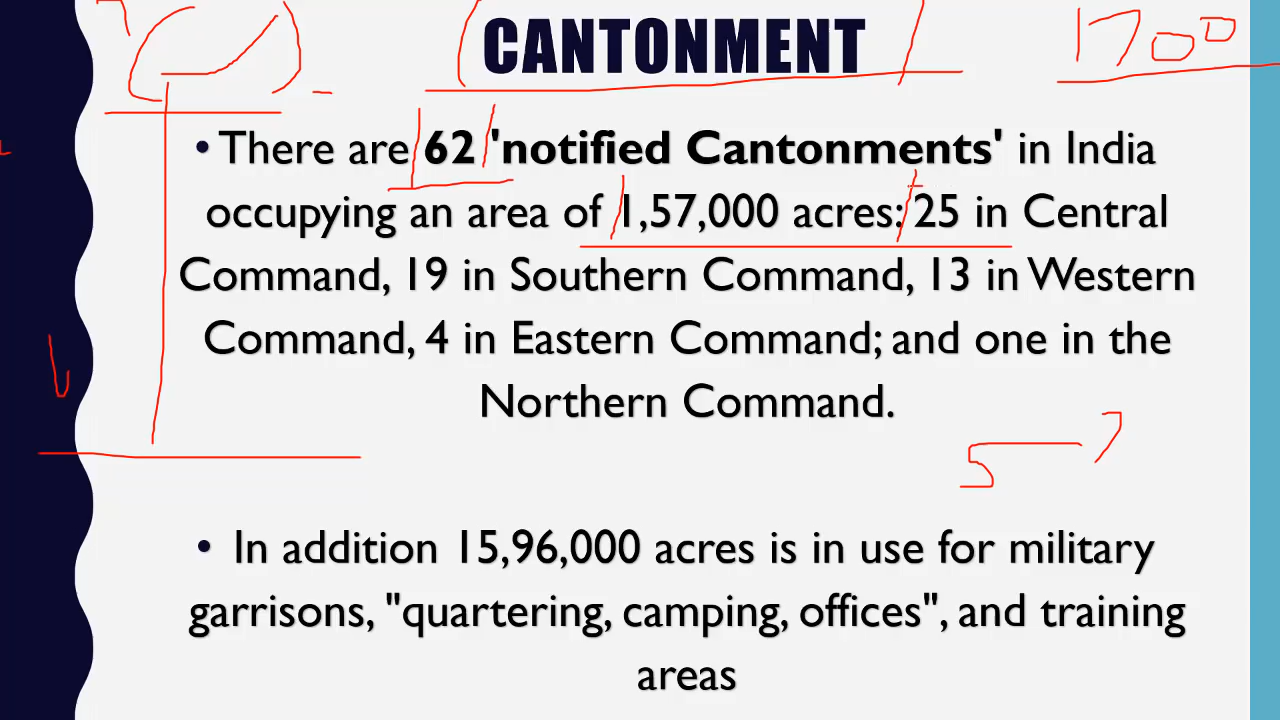 CANTONMENT
1700
• There are 62 'notified Cantonments' in India
occupying an area of 1,57,000 acres: 25 in Central
Command, 19 in Southern Command, 13 in Western
Command, 4 in Eastern Command; and one in the
Northern Command.
• In addition 15,96,000 acres is in use for military
garrisons, "quartering, camping, offices", and training
areas